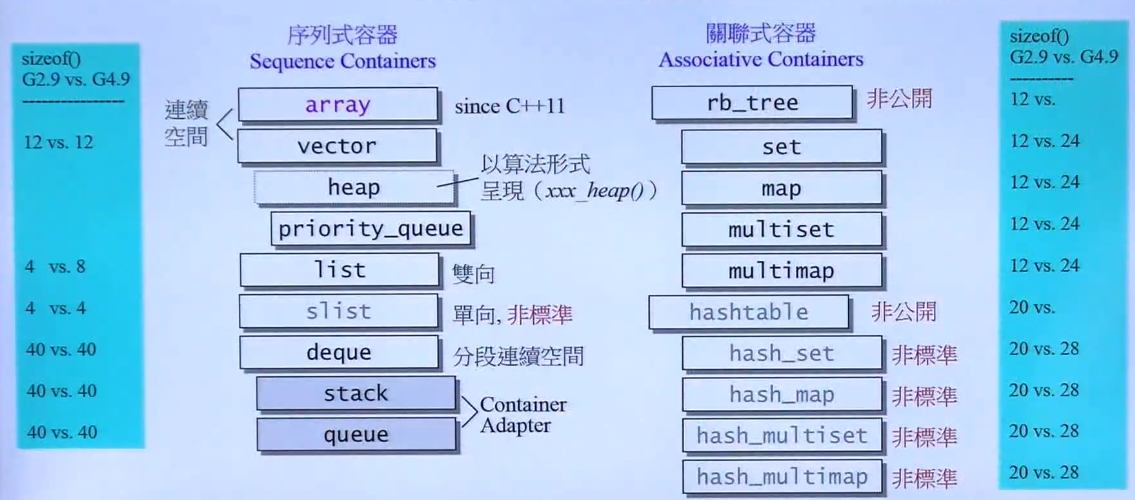 sizeof()
G2.9 vs. G4.9
----------------
12 vs. 12
4 vs. 8
4 vs. 4
40 vs. 40
40 vs. 40
40 vs. 40
序列式容器
Sequence Containers
連續
空間
array
since C++11
vector
heap
以算法形式
呈現（xxx_heap()）
priority_queue
list
雙向
slist
單向, 非標準
deque
分段連續空間
stack
queue
Container
Adapter
關聯式容器
Associative Containers
rb_tree
非公開
set
map
multiset
multimap
hashtable
非公開
hash_set
非標準
hash_map
非標準
hash_multiset
非標準
hash_multimap
非標準
sizeof()
G2.9 vs. G4.9
----------
12 vs.
12 vs. 24
12 vs. 24
12 vs. 24
12 vs. 24
20 vs.
20 vs. 28
20 vs. 28
20 vs. 28
20 vs. 28